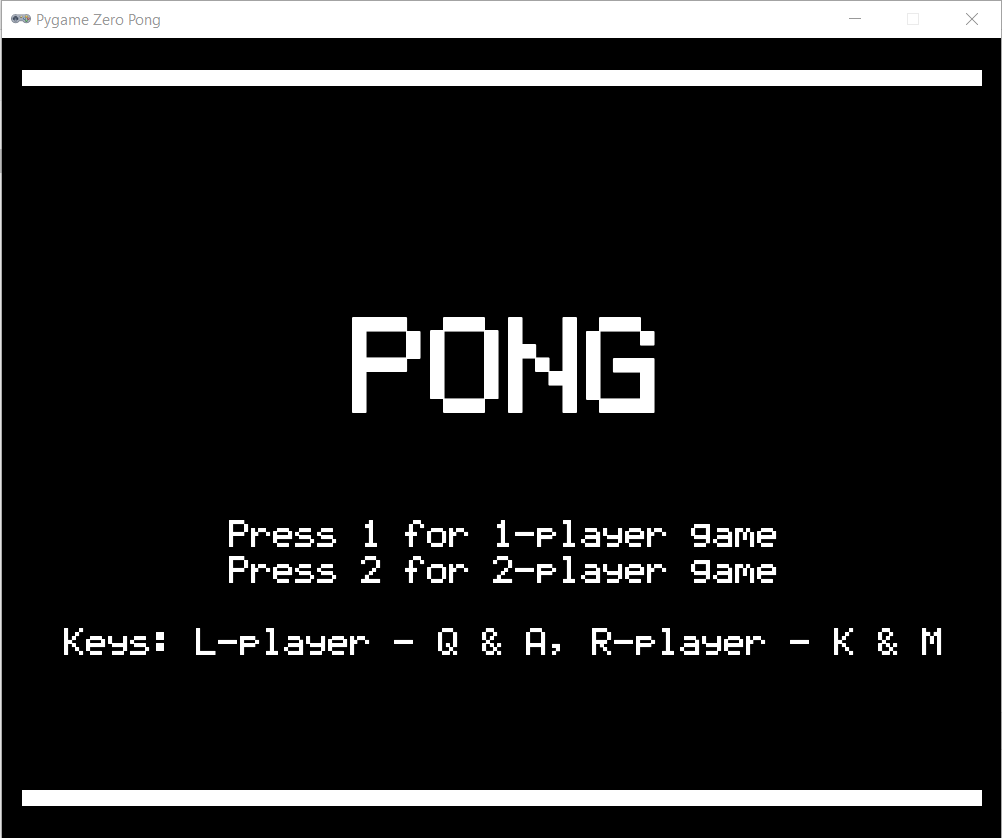 Pygame Zero Pong
PONG
Press 1 for 1-player game
Press 2 for 2-player game
Keys: L-player - Q & A, R-player - K & M